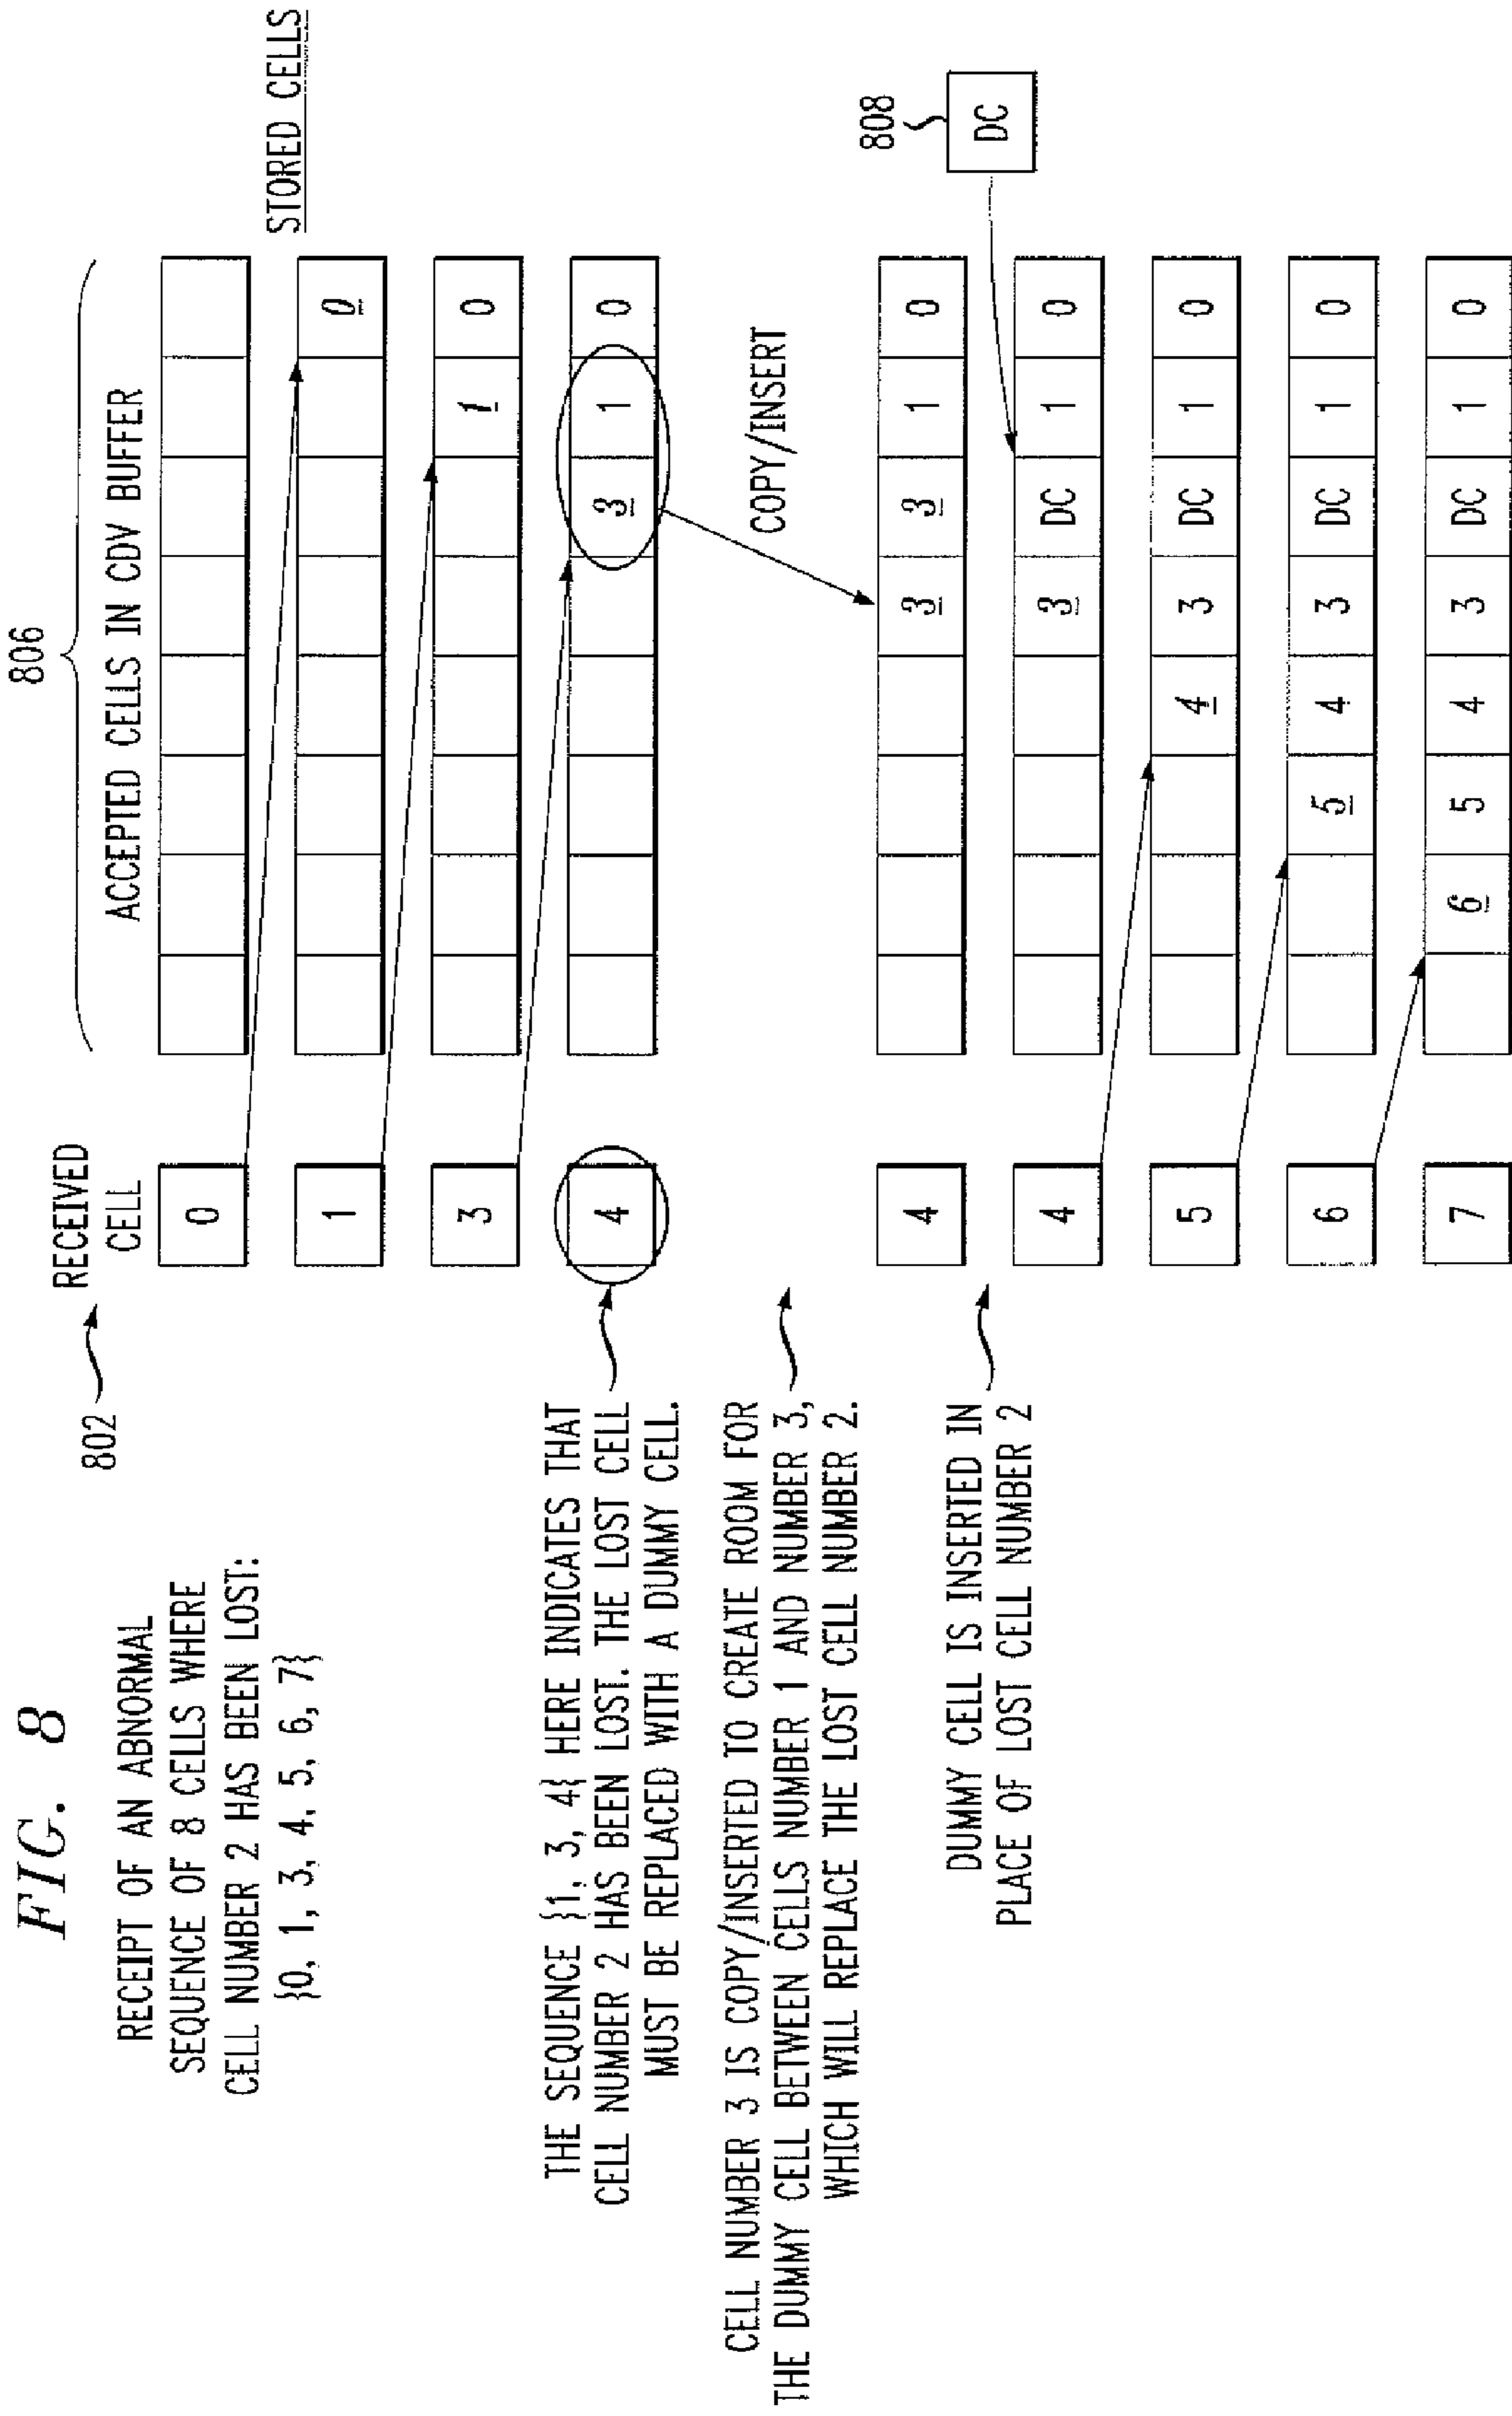 FIG. 8
RECEIPT OF AN ABNORMAL
SEQUENCE OF 8 CELLS WHERE
CELL NUMBER 2 HAS BEEN LOST:
{0, 1, 3, 4, 5, 6, 7}
802
RECEIVED
CELL
806
ACCEPTED CELLS IN CDV BUFFER
STORED CELLS
0
1 0
3 1 0
THE SEQUENCE {1, 3, 4} HERE INDICATES THAT
CELL NUMBER 2 HAS BEEN LOST. THE LOST CELL
MUST BE REPLACED WITH A DUMMY CELL.
4 3 1 0
CELL NUMBER 3 IS COPY/INSERTED TO CREATE ROOM FOR
THE DUMMY CELL BETWEEN CELLS NUMBER 1 AND NUMBER 3,
WHICH WILL REPLACE THE LOST CELL NUMBER 2.
COPY/INSERT
808
DC
4 3 3 1 0
DUMMY CELL IS INSERTED IN
PLACE OF LOST CELL NUMBER 2
4 3 DC 1 0
5 4 3 DC 1 0
6 5 4 3 DC 1 0
7 6 5 4 3 DC 1 0